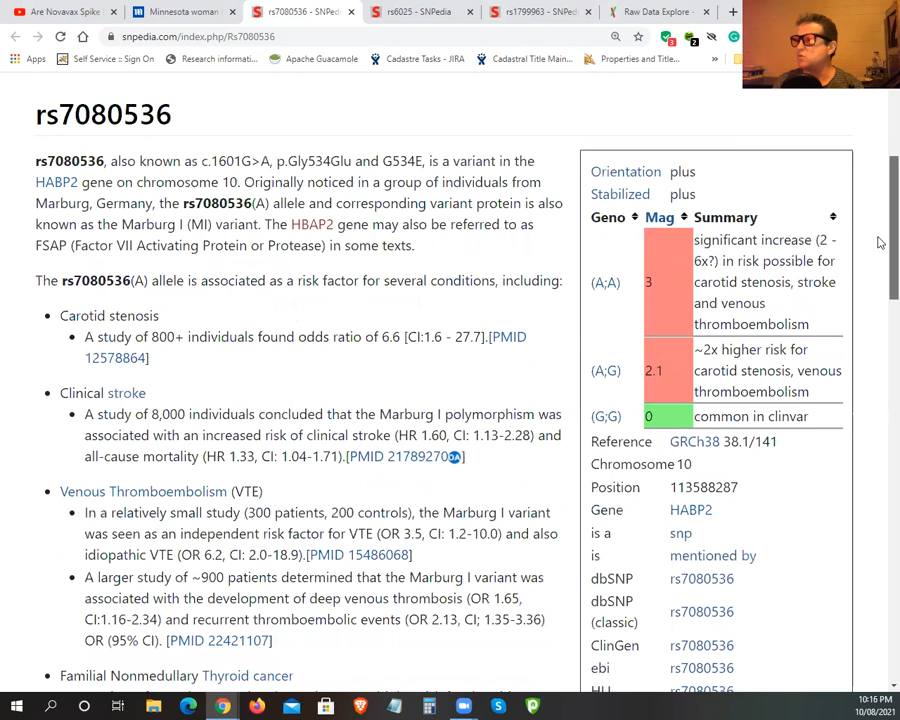 Are Novavax Spike
Minnesota woman
rs7080536 - SNPedi
rs6025 - SNPedia
rs1799963 - SNPedi
Raw Data Explore -
snpedia.com/index.php/Rs7080536
Apps
Self Service :: Sign On
Research informati...
Apache Guacamole
Cadastre Tasks - JIRA
Cadastral Title Main...
Property and Title...
»
rs7080536
rs7080536, also known as c.1601G>A, p.Gly534Glu and G534E, is a variant in the
HABP2 gene on chromosome 10. Originally noticed in a group of individuals from
Marburg, Germany, the rs7080536(A) allele and corresponding variant protein is also
known as the Marburg I (MI) variant. The HBAP2 gene may also be referred to as
FSAP (Factor VII Activating Protein or Protease) in some texts.
The rs7080536(A) allele is associated as a risk factor for several conditions, including:
Carotid stenosis
A study of 800+ individuals found odds ratio of 6.6 [CI:1.6 - 27.7].[PMID
12578864]
Clinical stroke
A study of 8,000 individuals concluded that the Marburg I polymorphism was
associated with an increased risk of clinical stroke (HR 1.60, CI: 1.13-2.28) and
all-cause mortality (HR 1.33, CI: 1.04-1.71).[PMID 21789270 OA]
Venous Thromboembolism (VTE)
In a relatively small study (300 patients, 200 controls), the Marburg I variant
was seen as an independent risk factor for VTE (OR 3.5, CI: 1.2-10.0) and also
idiopathic VTE (OR 6.2, CI: 2.0-18.9).[PMID 15486068]
A larger study of ~900 patients determined that the Marburg I variant was
associated with the development of deep venous thrombosis (OR 1.65,
CI:1.16-2.34) and recurrent thromboembolic events (OR 2.13, CI; 1.35-3.36)
OR (95% CI). [PMID 22421107]
Familial Nonmedullary Thyroid cancer
Orientation plus
Stabilized plus
Geno Mag Summary
(A;A) 3 significant increase (2 -
6x?) in risk possible for
carotid stenosis, stroke
and venous
thromboembolism
(A;G) 2.1 ~2x higher risk for
carotid stenosis, venous
thromboembolism
(G;G) 0 common in clinvar
Reference GRCh38 38.1/141
Chromosome 10
Position 113588287
Gene HABP2
is a snp
is mentioned by
dbSNP rs7080536
dbSNP
(classic) rs7080536
ClinGen rs7080536
ebi rs7080536
HLI rs7080536
10:16 PM
10/08/2021